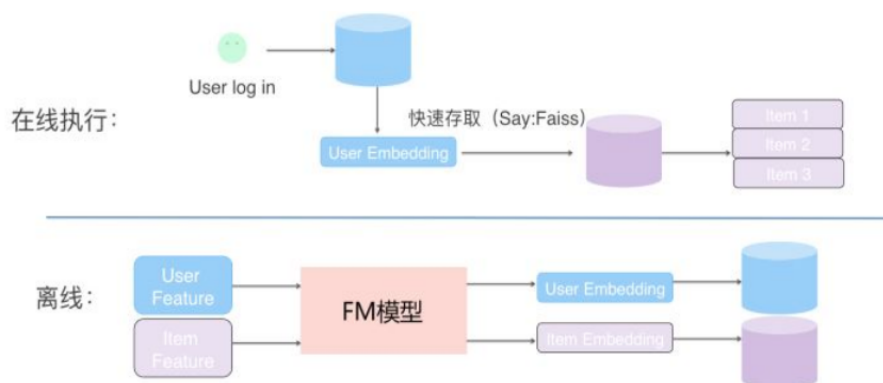 User log in
在线执行：
快速存取（Say:Faiss）
User Embedding
Item 1
Item 2
Item 3
离线：
User
Feature
Item
Feature
FM模型
User Embedding
Item Embedding